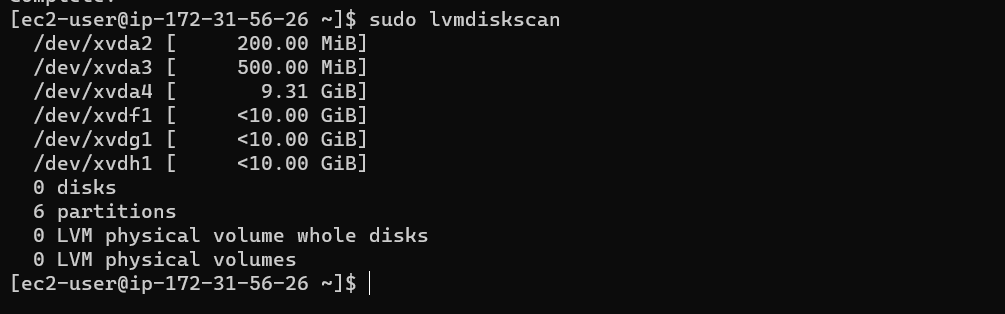 [ec2-user@ip-172-31-56-26 ~]$ sudo lvmdiskscan
  /dev/xvda2 [     200.00 MiB]
  /dev/xvda3 [     500.00 MiB]
  /dev/xvda4 [       9.31 GiB]
  /dev/xvdf1 [     <10.00 GiB]
  /dev/xvdg1 [     <10.00 GiB]
  /dev/xvdh1 [     <10.00 GiB]
  0 disks
  6 partitions
  0 LVM physical volume whole disks
  0 LVM physical volumes
[ec2-user@ip-172-31-56-26 ~]$